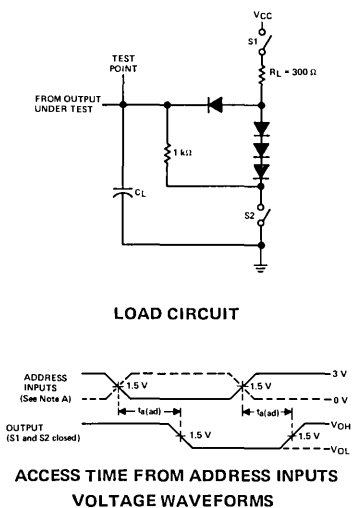 VCC
S1
TEST
POINT
RL = 300 Ω
FROM OUTPUT
UNDER TEST
1 kΩ
CL
S2
LOAD CIRCUIT
ADDRESS
INPUTS
(See Note A)
1.5 V
1.5 V
3 V
0 V
ta(ad)
ta(ad)
OUTPUT
(S1 and S2 closed)
1.5 V
1.5 V
VOH
VOL
ACCESS TIME FROM ADDRESS INPUTS
VOLTAGE WAVEFORMS